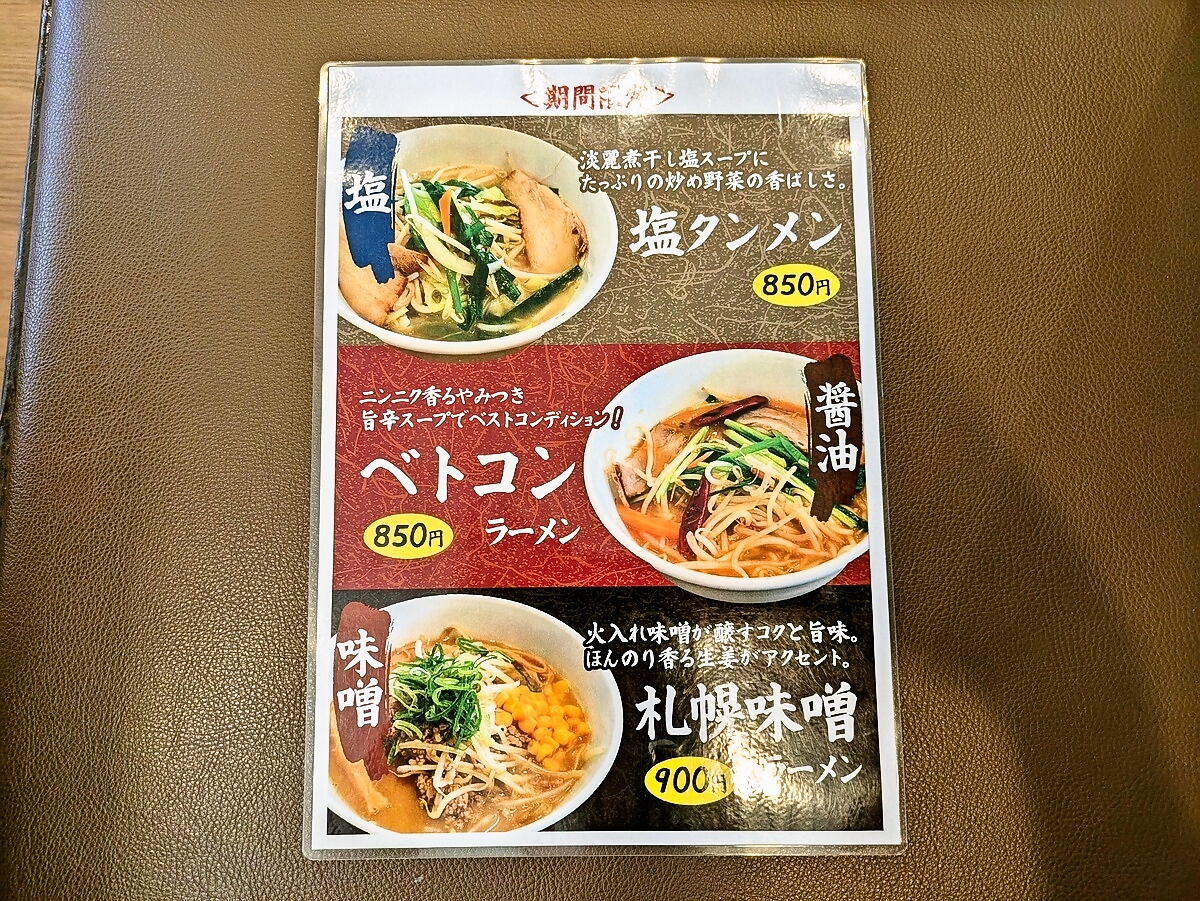 期間限定
塩
淡麗煮干し塩スープに
たっぷりの炒め野菜の香ばしさ。
塩タンメン
850円
ニンニク香るやみつき
旨辛スープでベストコンディション!
ベトコン
ラーメン
850円
醤油
味噌
火入れ味噌が醸すコクと旨味。
ほんのり香る生姜がアクセント。
札幌味噌
ラーメン
900円